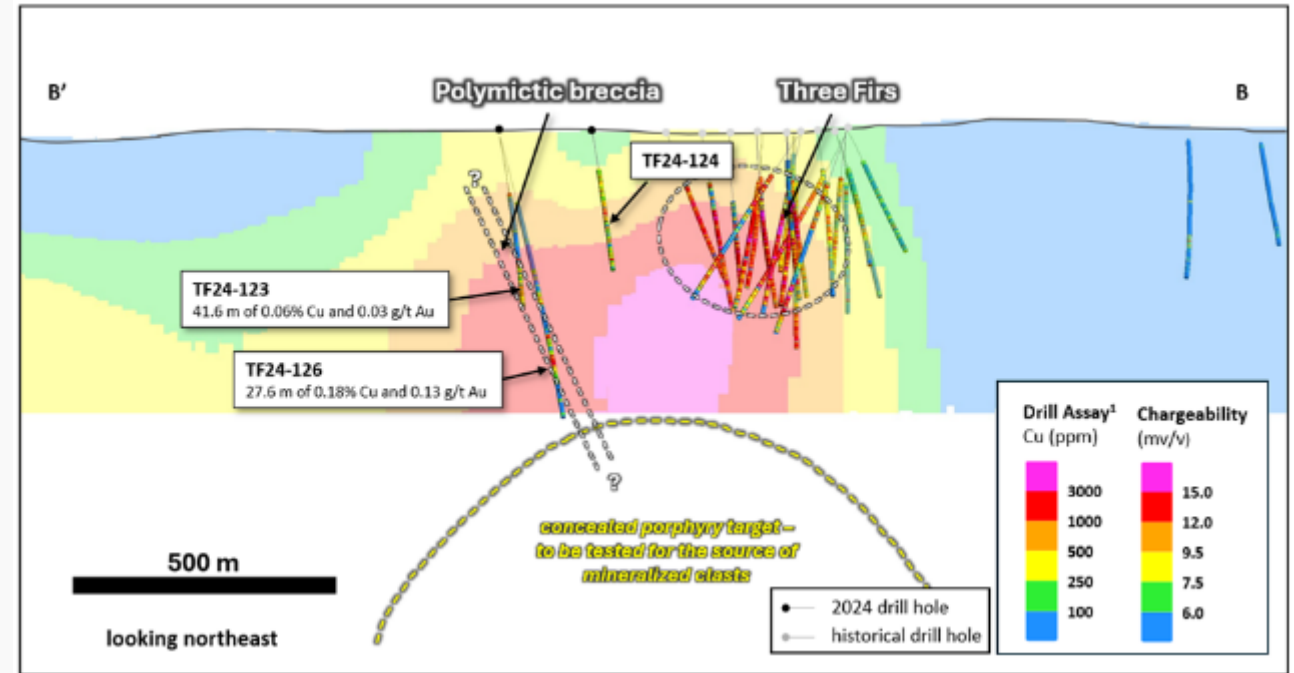 B’
Polymictic breccia
Three Firs
B
TF24-124
?
TF24-123
41.6 m of 0.06% Cu and 0.03 g/t Au
TF24-126
27.6 m of 0.18% Cu and 0.13 g/t Au
?
concealed porphyry target –
to be tested for the source of
mineralized clasts
500 m
looking northeast
2024 drill hole
historical drill hole
Drill Assay¹
Cu (ppm)
3000
1000
500
250
100
Chargeability
(mv/v)
15.0
12.0
9.5
7.5
6.0